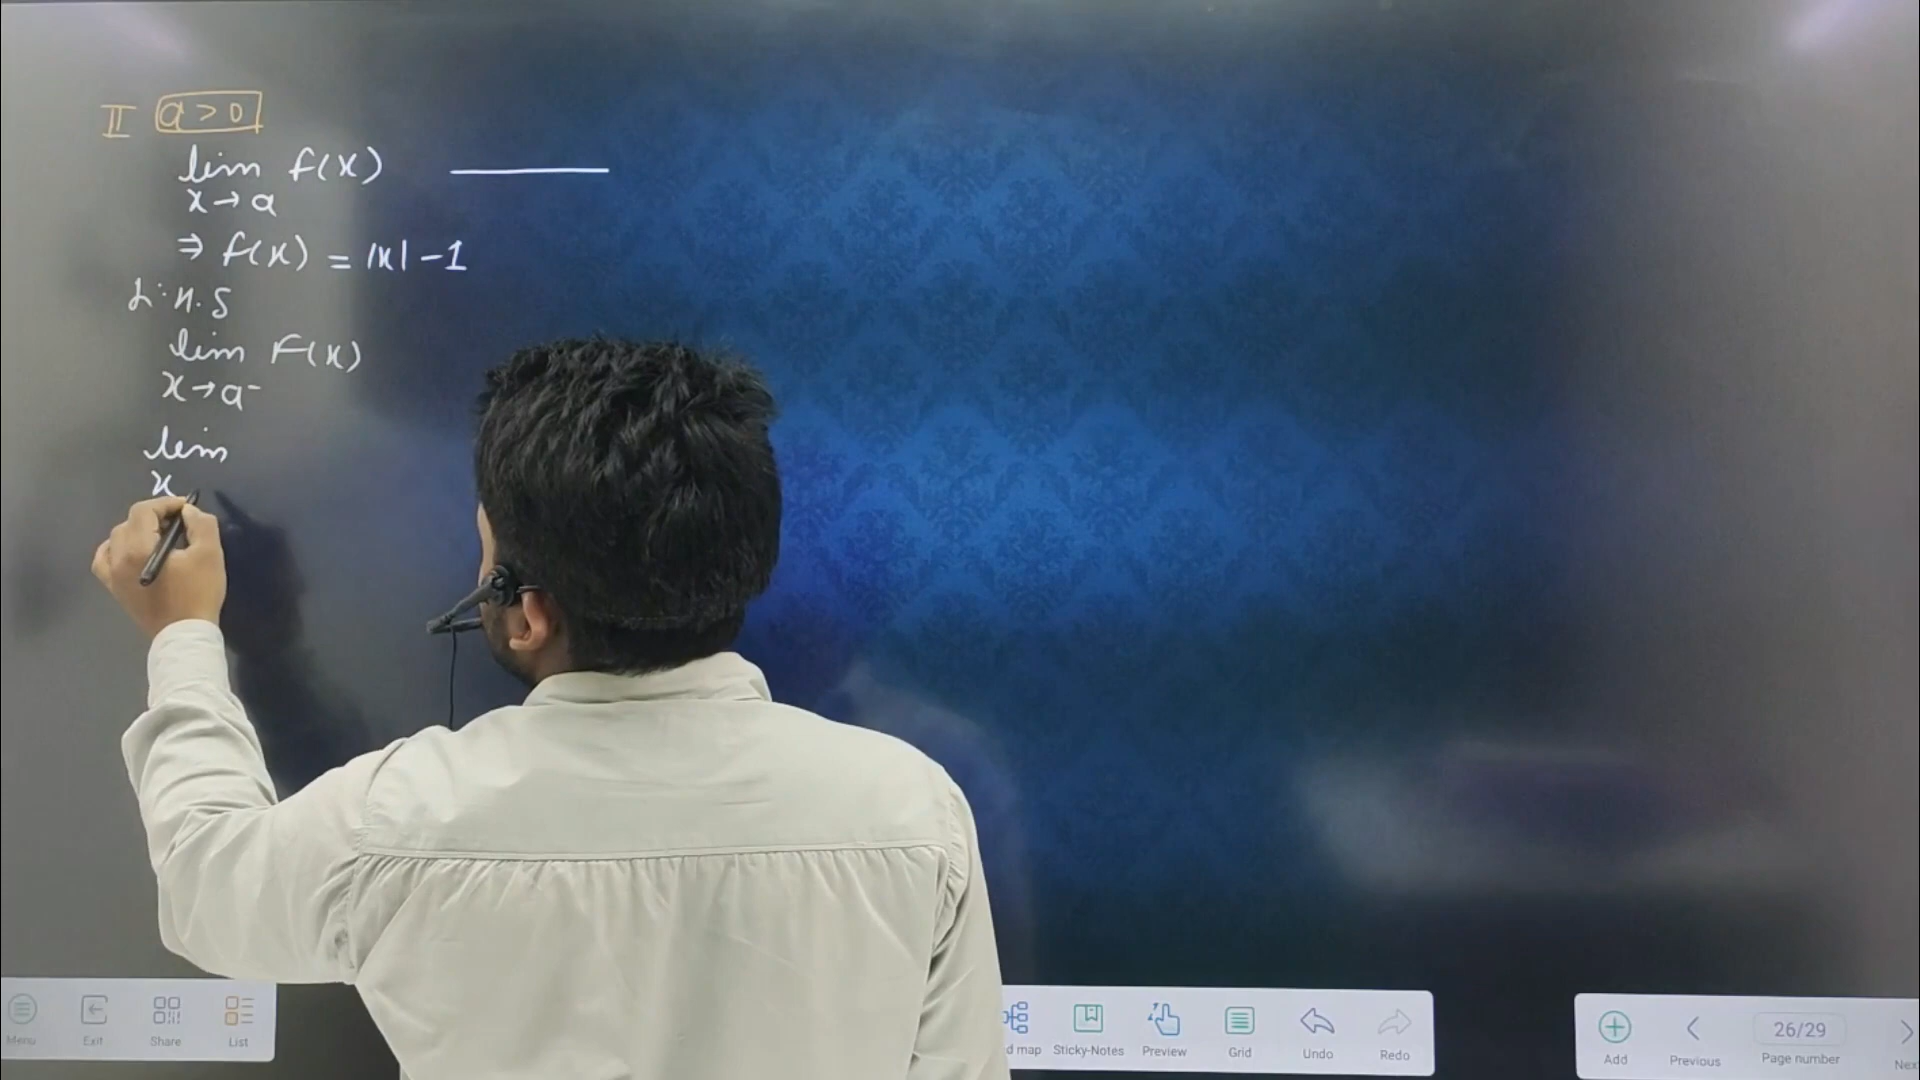 II a > 0
lim f(x)
x → a
⇒ f(x) = |x| - 1
L.H.S
lim F(x)
x → a⁻
lim
x
Menu Exit Share List
d map Sticky-Notes Preview Grid Undo Redo
Add Previous 26/29 Page number Nex